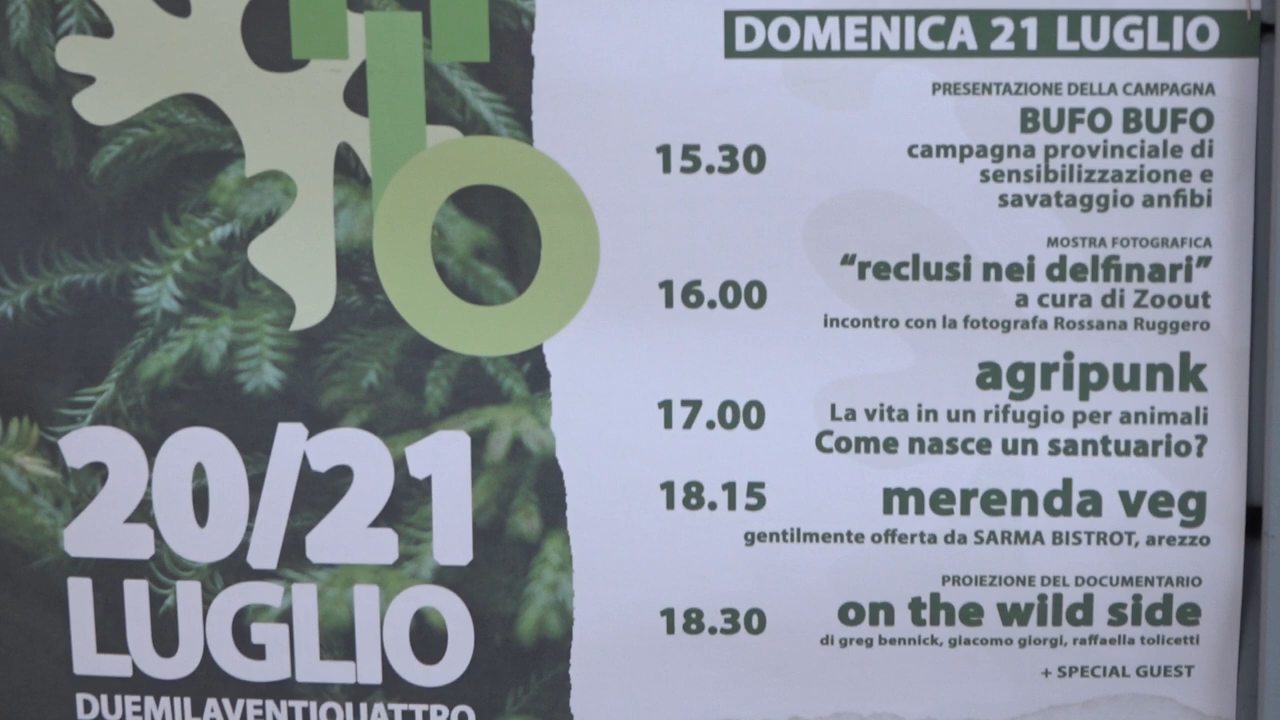 DOMENICA 21 LUGLIO
PRESENTAZIONE DELLA CAMPAGNA
BUFO BUFO
15.30
campagna provinciale di
sensibilizzazione e
savataggio anfibi
MOSTRA FOTOGRAFICA
“reclusi nei delfinari”
16.00
a cura di Zoout
incontro con la fotografa Rossana Ruggero
agripunk
17.00
La vita in un rifugio per animali
Come nasce un santuario?
18.15
merenda veg
gentilmente offerta da SARMA BISTROT, arezzo
PROIEZIONE DEL DOCUMENTARIO
18.30
on the wild side
di greg bennick, giacomo giorgi, raffaella tolicetti
+ SPECIAL GUEST
20/21
LUGLIO
DUEMILAVENTIQUATTRO